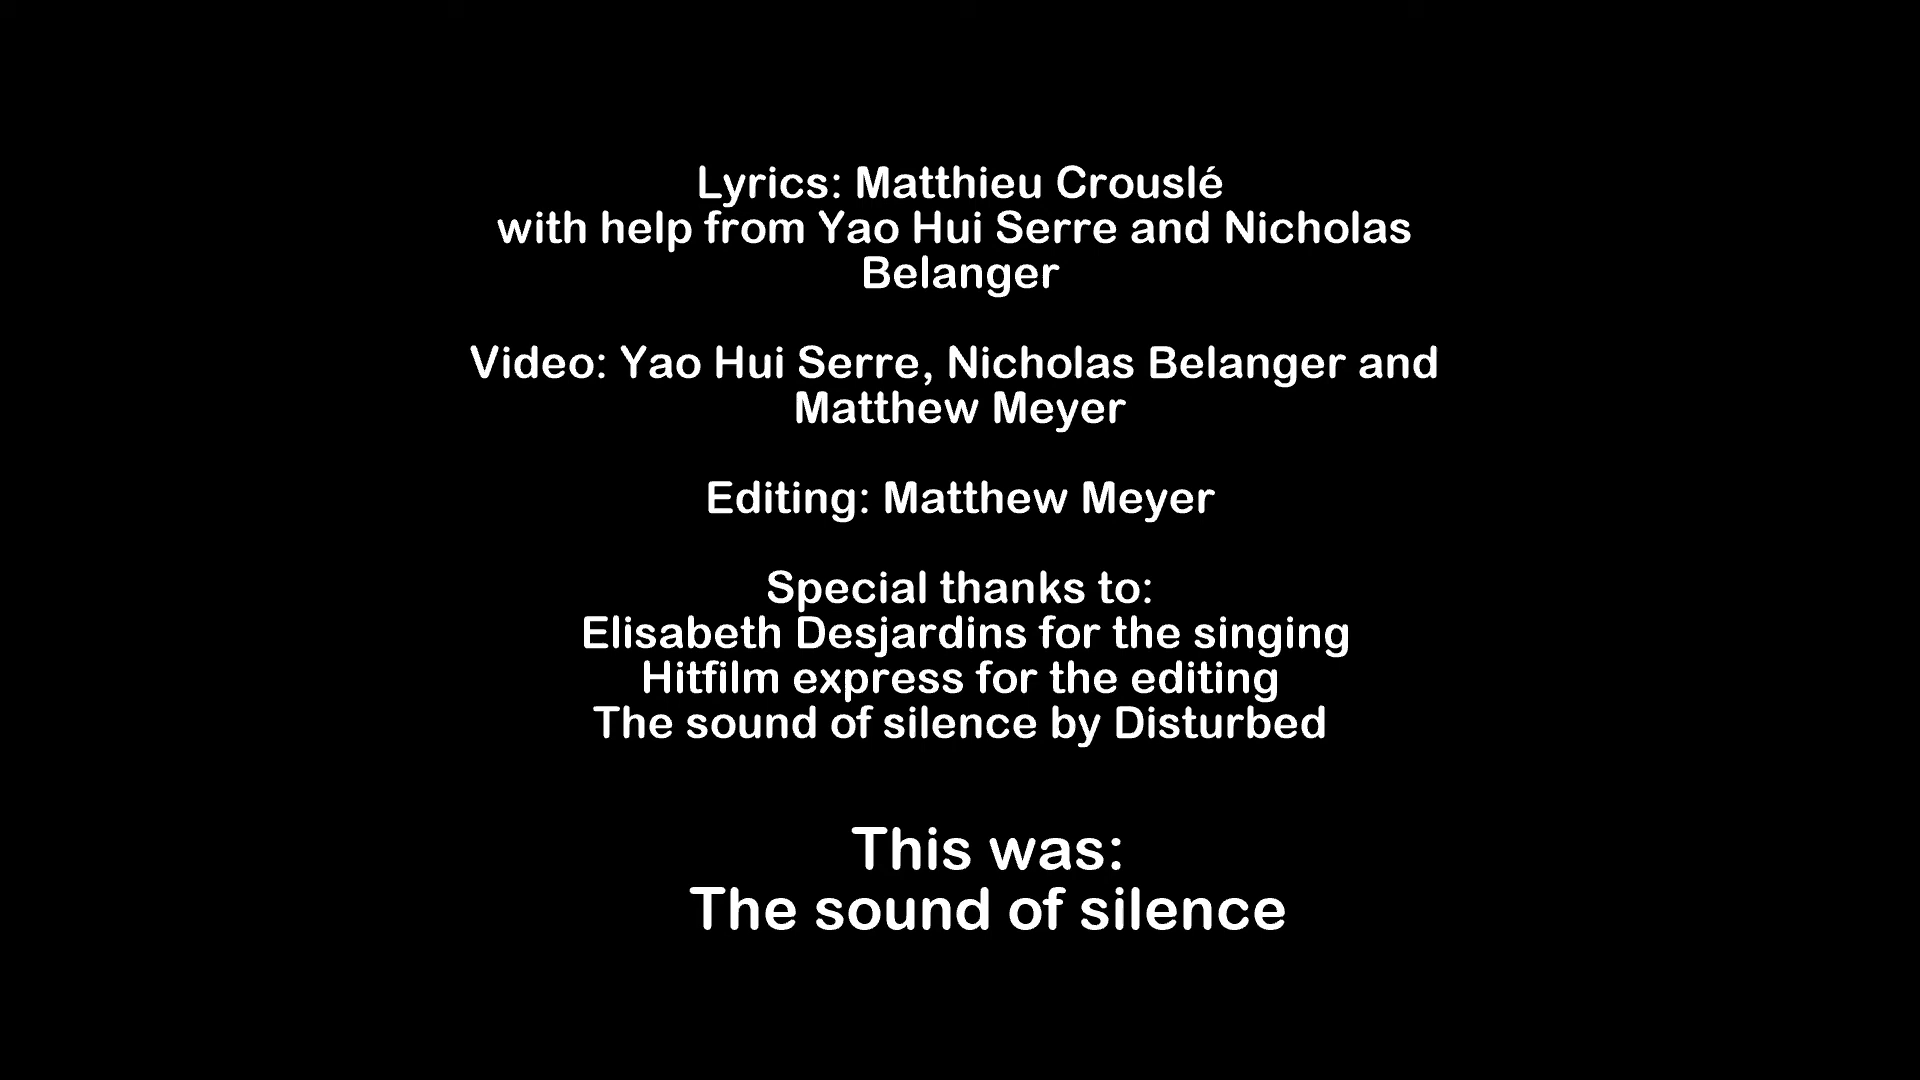 Lyrics: Matthieu Crouslé
with help from Yao Hui Serre and Nicholas
Belanger
Video: Yao Hui Serre, Nicholas Belanger and
Matthew Meyer
Editing: Matthew Meyer
Special thanks to:
Elisabeth Desjardins for the singing
Hitfilm express for the editing
The sound of silence by Disturbed
This was:
The sound of silence